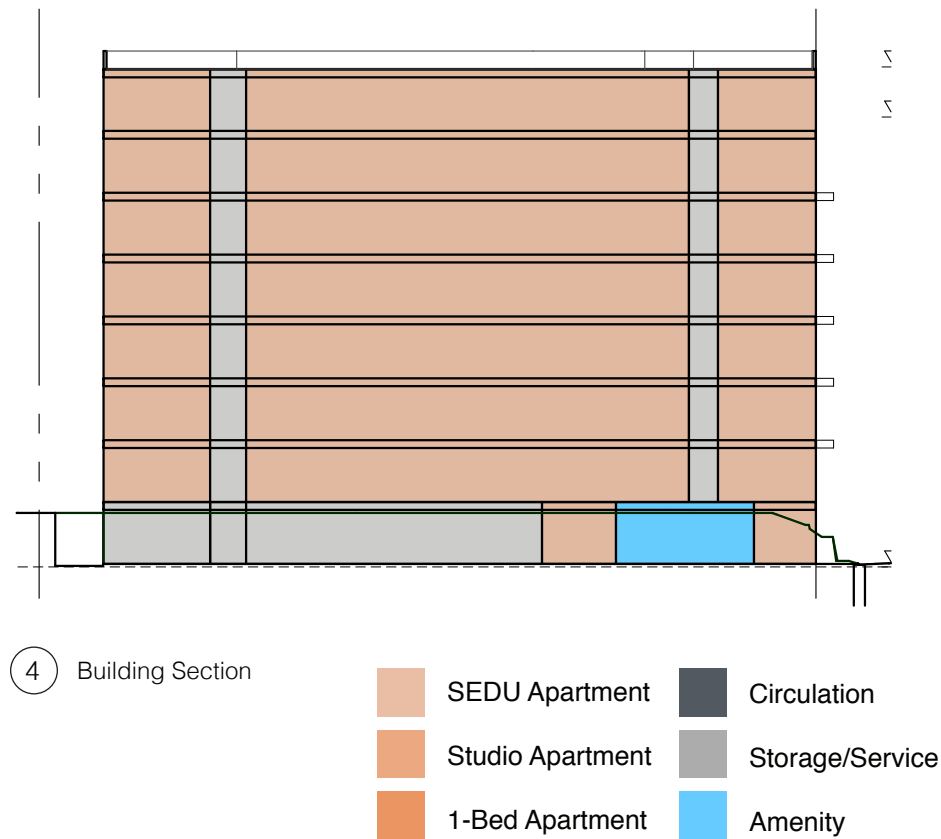 4 Building Section
SEDU Apartment
Circulation
Studio Apartment
Storage/Service
1-Bed Apartment
Amenity